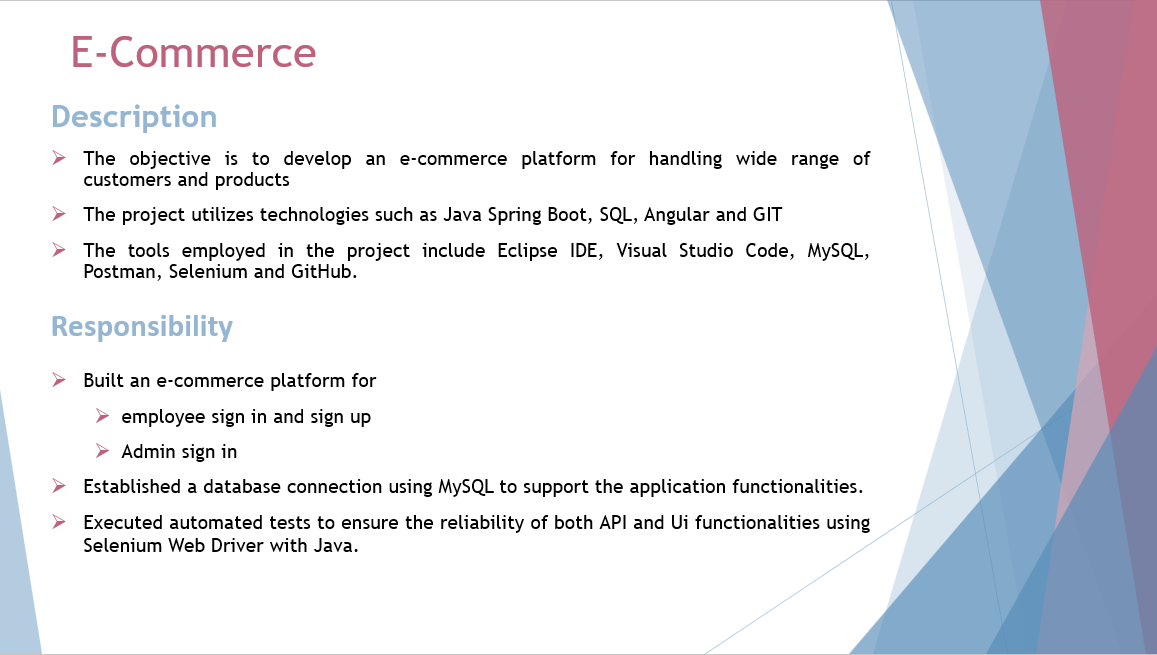 E-Commerce
Description
The objective is to develop an e-commerce platform for handling wide range of
customers and products
The project utilizes technologies such as Java Spring Boot, SQL, Angular and GIT
The tools employed in the project include Eclipse IDE, Visual Studio Code, MySQL,
Postman, Selenium and GitHub.
Responsibility
Built an e-commerce platform for
employee sign in and sign up
Admin sign in
Established a database connection using MySQL to support the application functionalities.
Executed automated tests to ensure the reliability of both API and Ui functionalities using
Selenium Web Driver with Java.